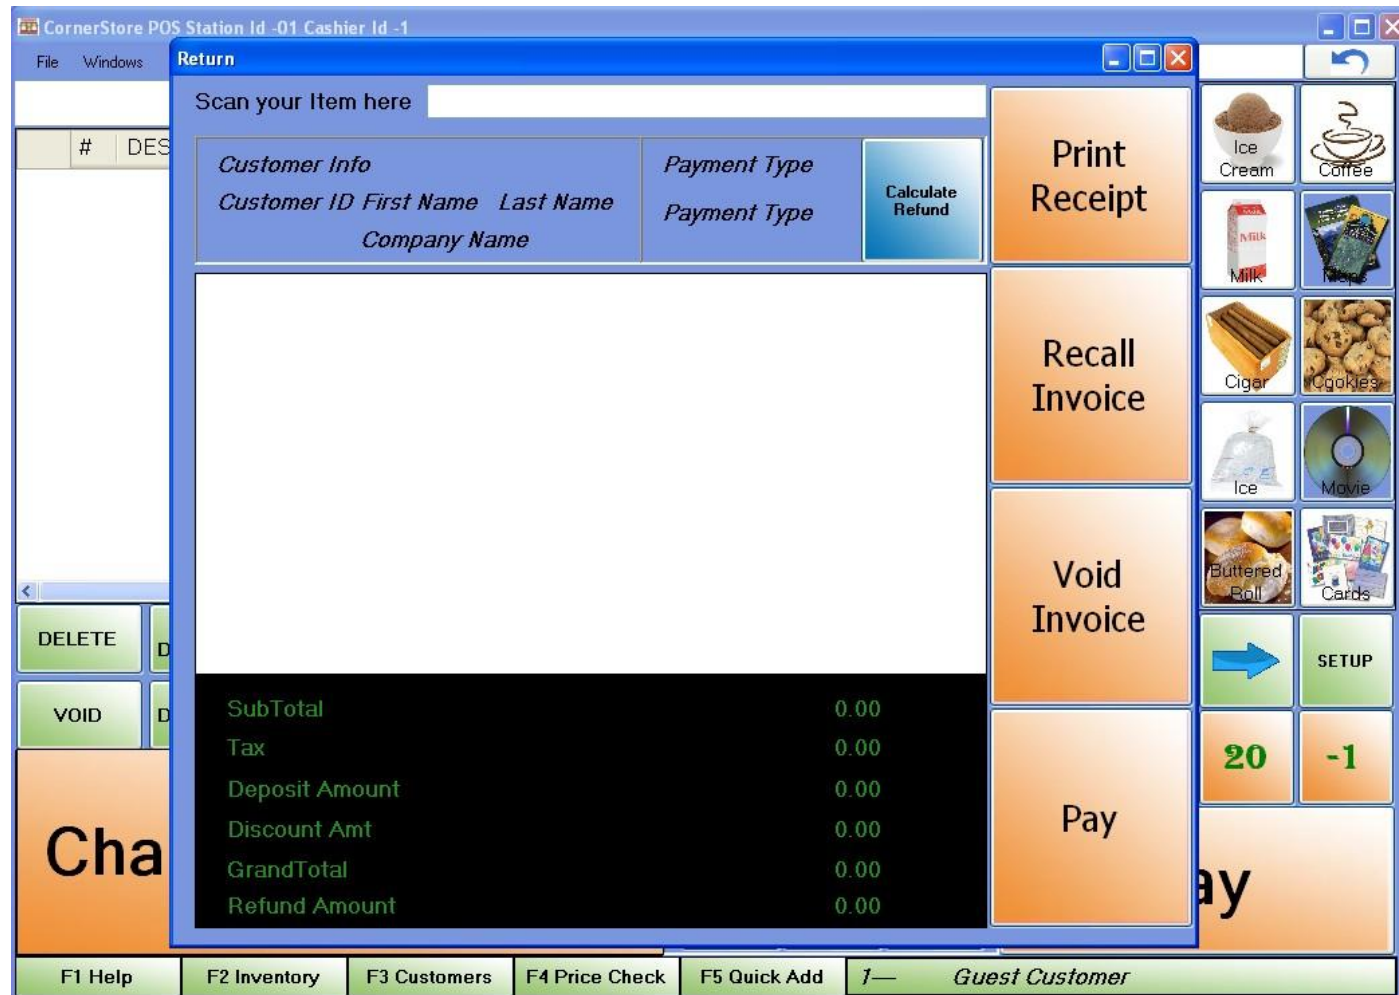 CornerStore POS Station Id -01 Cashier Id -1
File Windows
Return
Scan your Item here
# DES
Customer Info
Customer ID First Name Last Name
Company Name
Payment Type
Payment Type
Calculate
Refund
Print
Receipt
Recall
Invoice
Void
Invoice
Pay
SubTotal 0.00
Tax 0.00
Deposit Amount 0.00
Discount Amt 0.00
GrandTotal 0.00
Refund Amount 0.00
Ice
Cream
Coffee
Milk
Milk
Maps
Cigar
Cookies
Ice
Movie
Buttered
Roll
Cards
DELETE
D
SETUP
VOID
D
20
-1
Cha
ay
F1 Help
F2 Inventory
F3 Customers
F4 Price Check
F5 Quick Add
1— Guest Customer